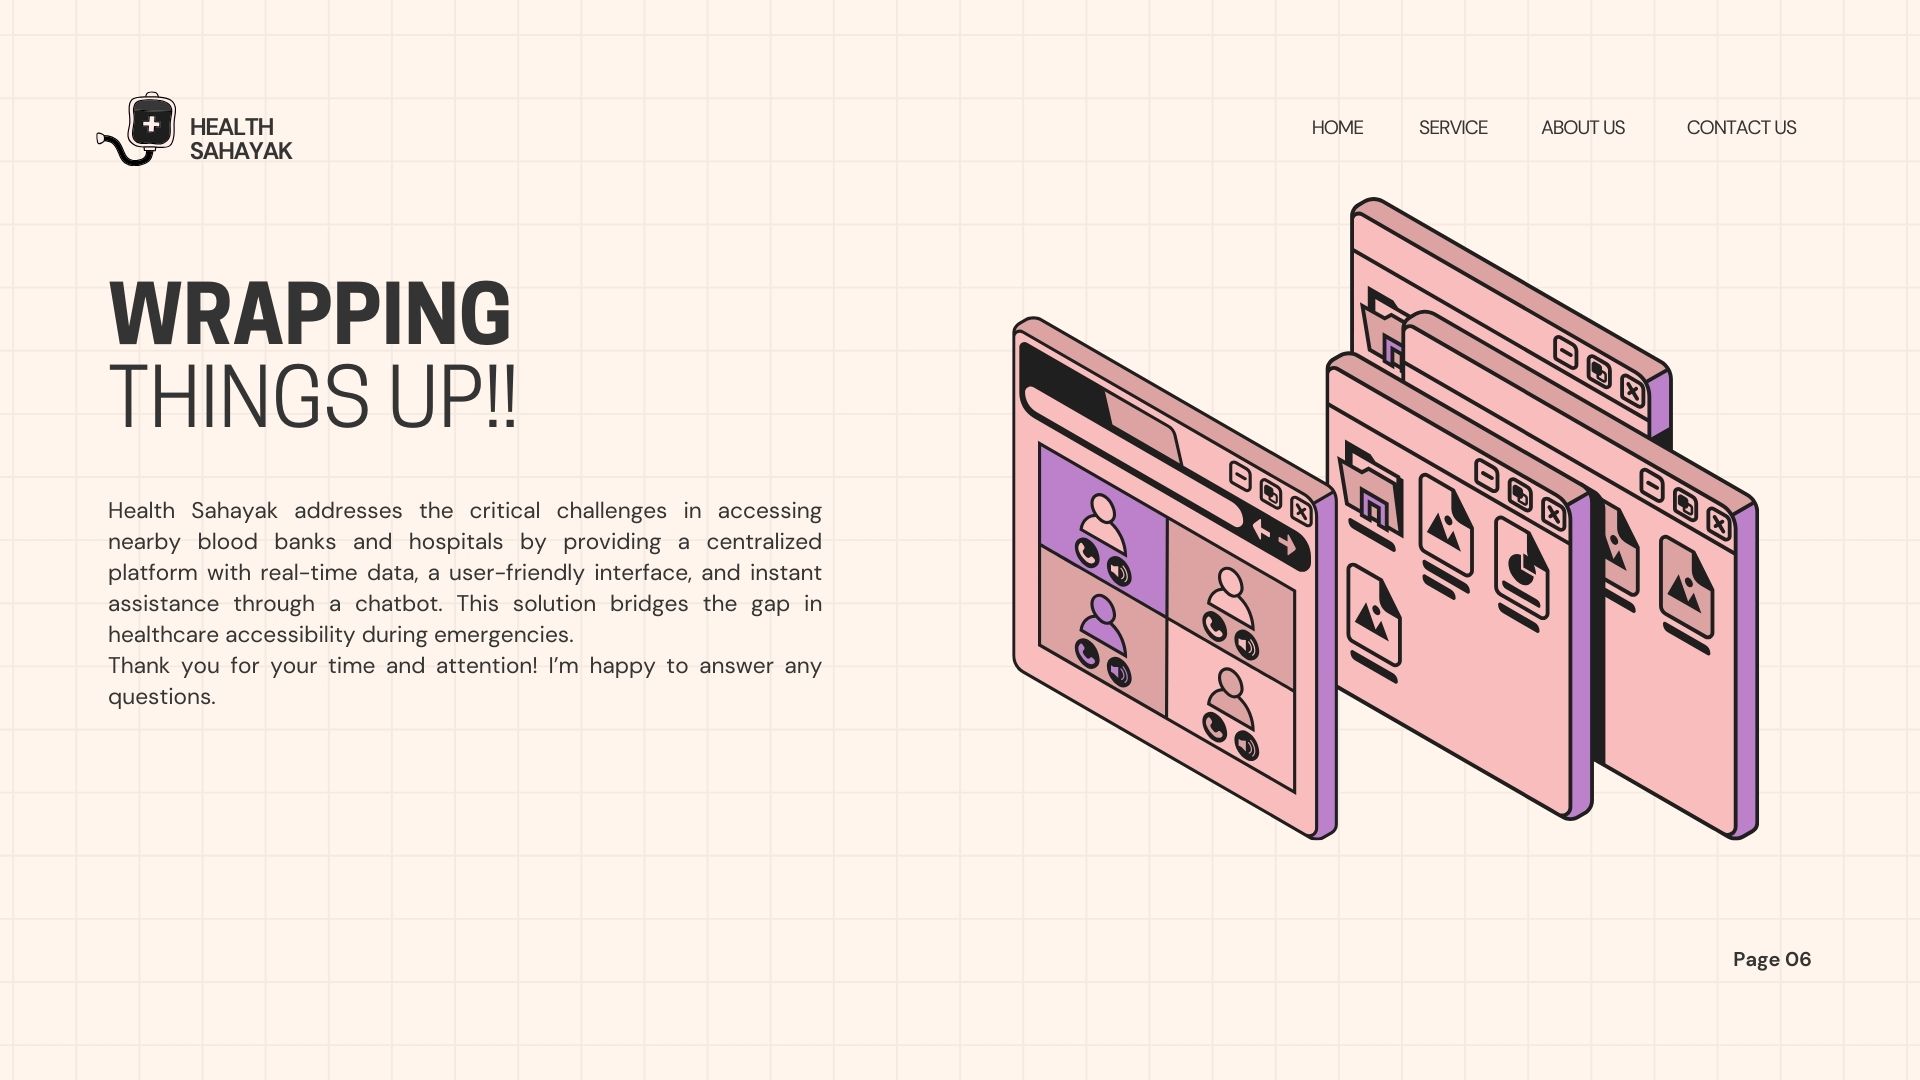 HEALTH
SAHAYAK
HOME SERVICE ABOUT US CONTACT US
WRAPPING
THINGS UP!!
Health Sahayak addresses the critical challenges in accessing
nearby blood banks and hospitals by providing a centralized
platform with real-time data, a user-friendly interface, and instant
assistance through a chatbot. This solution bridges the gap in
healthcare accessibility during emergencies.
Thank you for your time and attention! I’m happy to answer any
questions.
Page 06